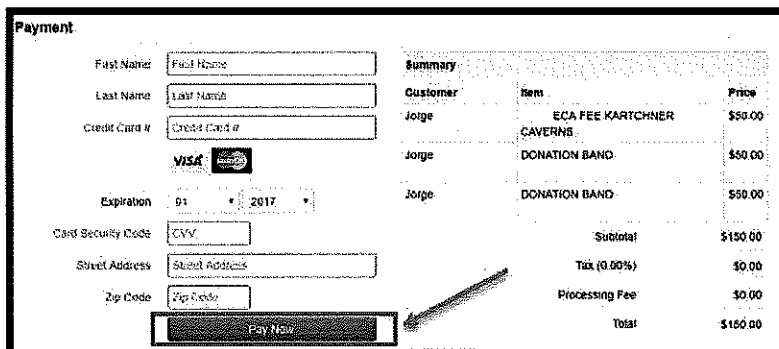 Payment
First Name First Name
Last Name Last Name
Credit Card # Credit Card #
VISA
Expiration 01 2017
Card Security Code CVV
Street Address Street Address
Zip Code Zip Code
Pay Now
Summary
Customer Item Price
Jorge ECA FEE KARTCHNER $50.00
CAVERNS
Jorge DONATION BAND $50.00
Jorge DONATION BAND $50.00
Subtotal $150.00
Tax (0.00%) $0.00
Processing Fee $0.00
Total $150.00